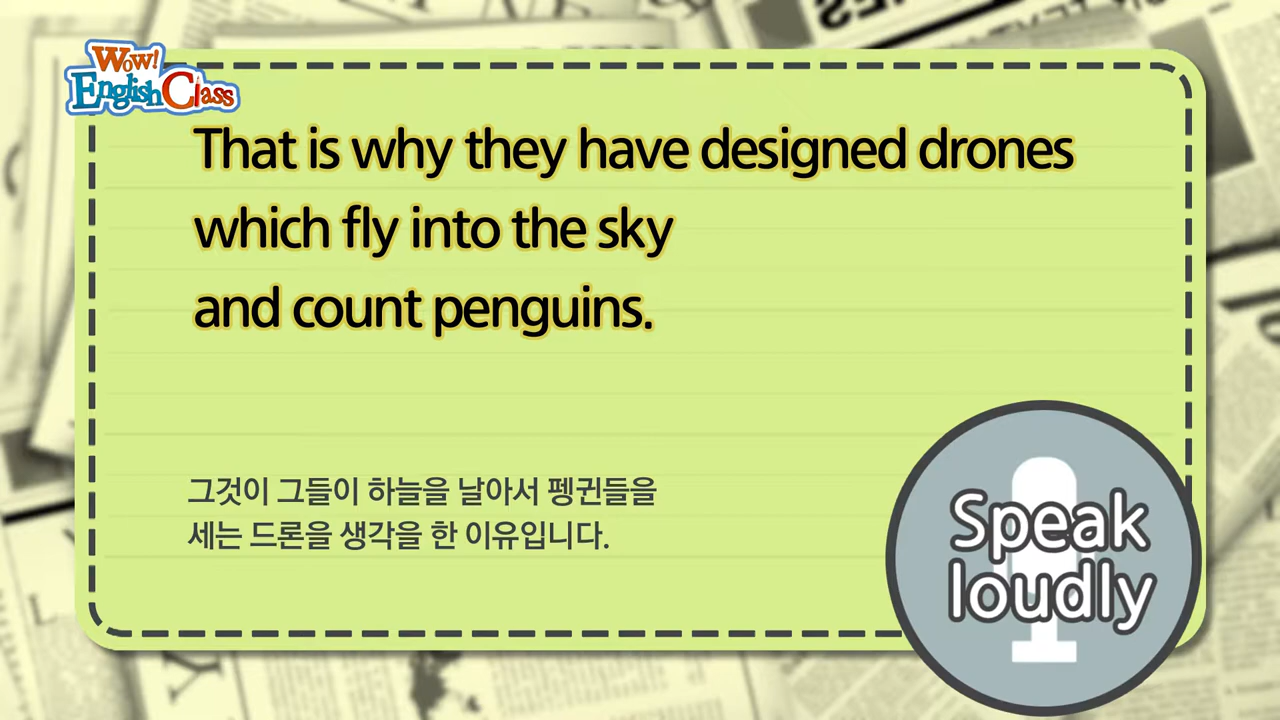 Wow!
English Class
That is why they have designed drones
which fly into the sky
and count penguins.
그것이 그들이 하늘을 날아서 펭귄들을
세는 드론을 생각을 한 이유입니다.
Speak
loudly